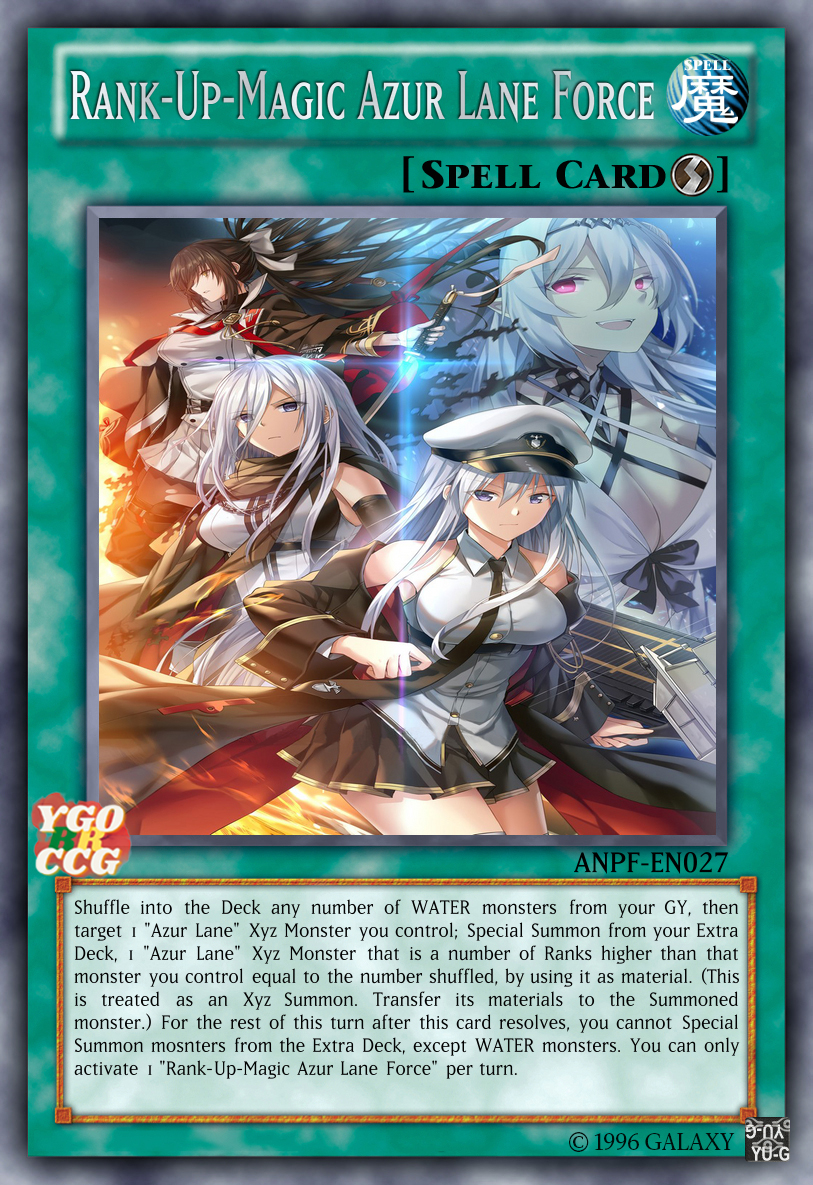 Rank-Up-Magic Azur Lane Force
SPELL
魔
[Spell Card]
YGO
RR
CCG
ANPF-EN027
Shuffle into the Deck any number of WATER monsters from your GY, then
target 1 "Azur Lane" Xyz Monster you control; Special Summon from your Extra
Deck, 1 "Azur Lane" Xyz Monster that is a number of Ranks higher than that
monster you control equal to the number shuffled, by using it as material. (This
is treated as an Xyz Summon. Transfer its materials to the Summoned
monster.) For the rest of this turn after this card resolves, you cannot Special
Summon mosnters from the Extra Deck, except WATER monsters. You can only
activate 1 "Rank-Up-Magic Azur Lane Force" per turn.
© 1996 GALAXY
YU-G
YU-G